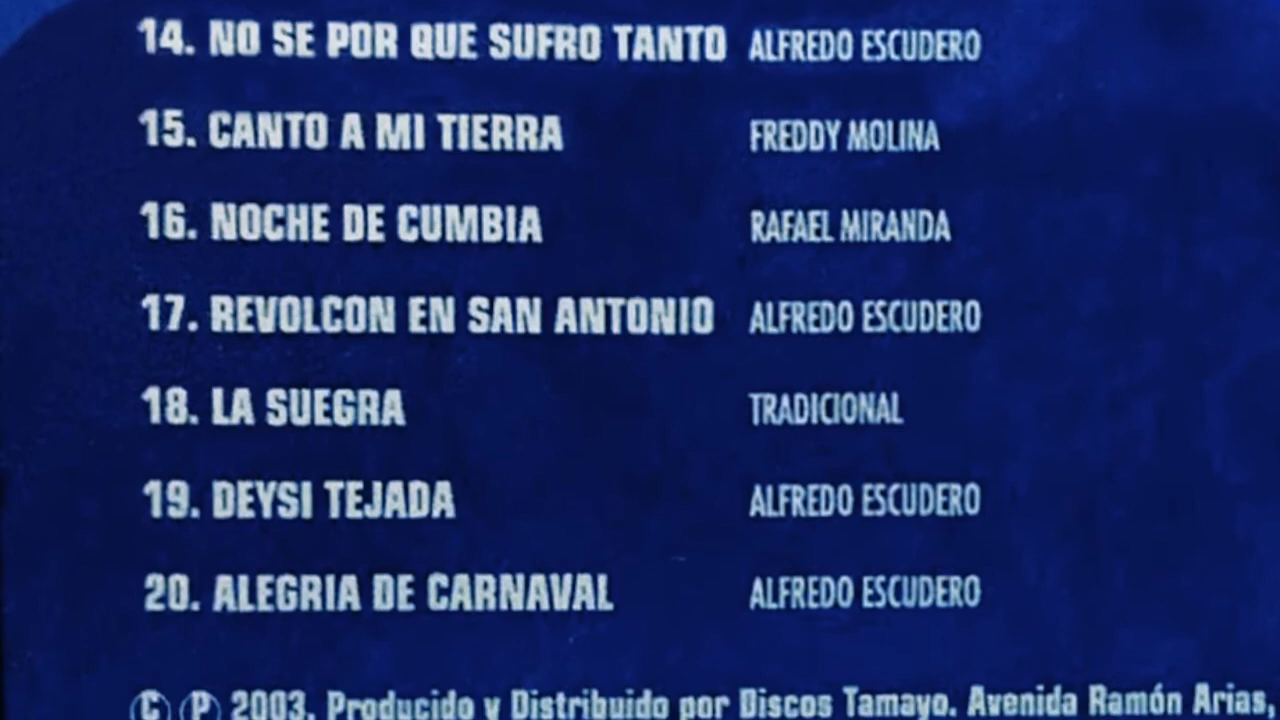 14. NO SE POR QUE SUFRO TANTO ALFREDO ESCUDERO
15. CANTO A MI TIERRA FREDDY MOLINA
16. NOCHE DE CUMBIA RAFAEL MIRANDA
17. REVOLCON EN SAN ANTONIO ALFREDO ESCUDERO
18. LA SUEGRA TRADICIONAL
19. DEYSI TEJADA ALFREDO ESCUDERO
20. ALEGRIA DE CARNAVAL ALFREDO ESCUDERO
© ℗ 2003. Producido y Distribuido por Discos Tamayo. Avenida Ramón Arias,